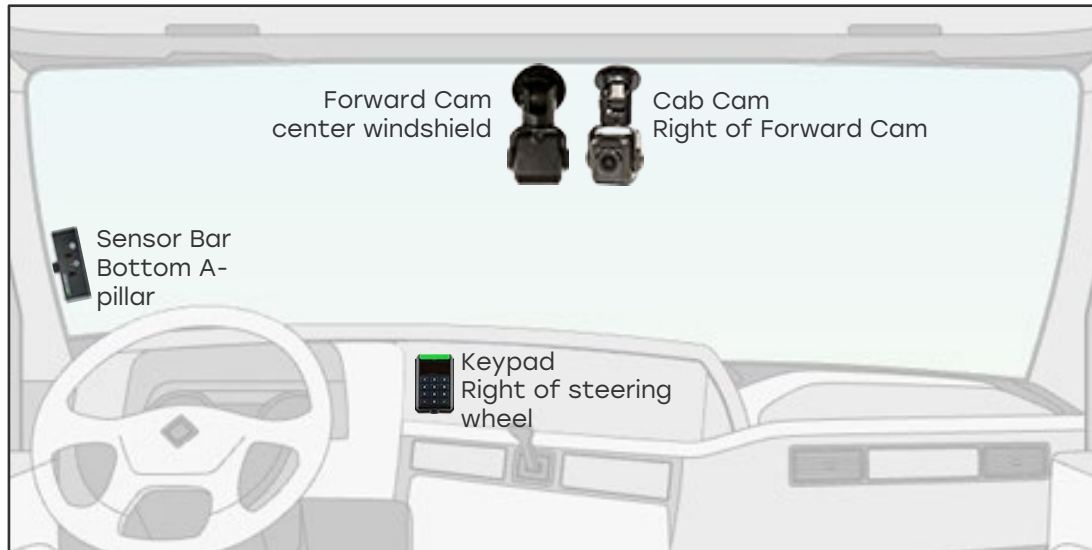 Forward Cam
center windshield
Cab Cam
Right of Forward Cam
Sensor Bar
Bottom A-
pillar
Keypad
Right of steering
wheel